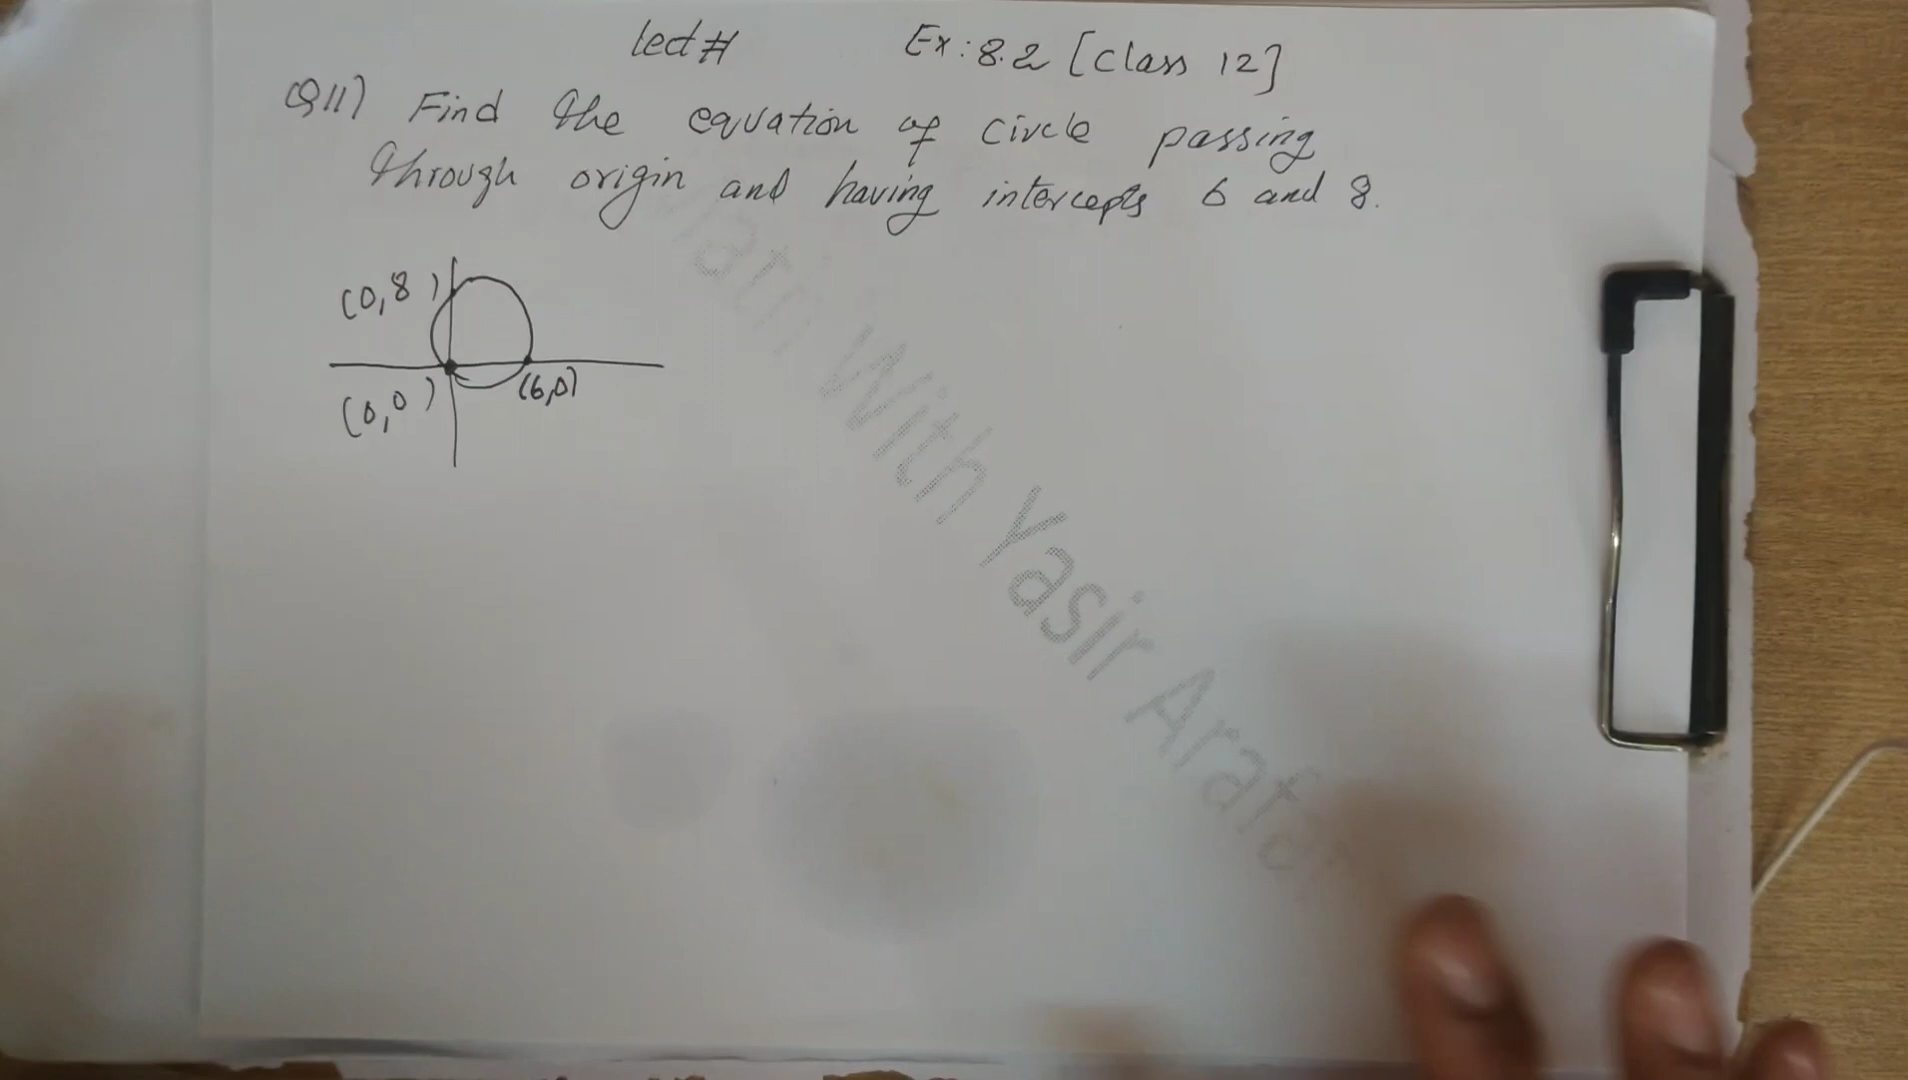 lect # Ex: 8.2 [Class 12]
Q11) Find the equation of circle passing
through origin and having intercepts 6 and 8.
(0,8)
(0,0) (6,0)
Math With Yasir Arafat